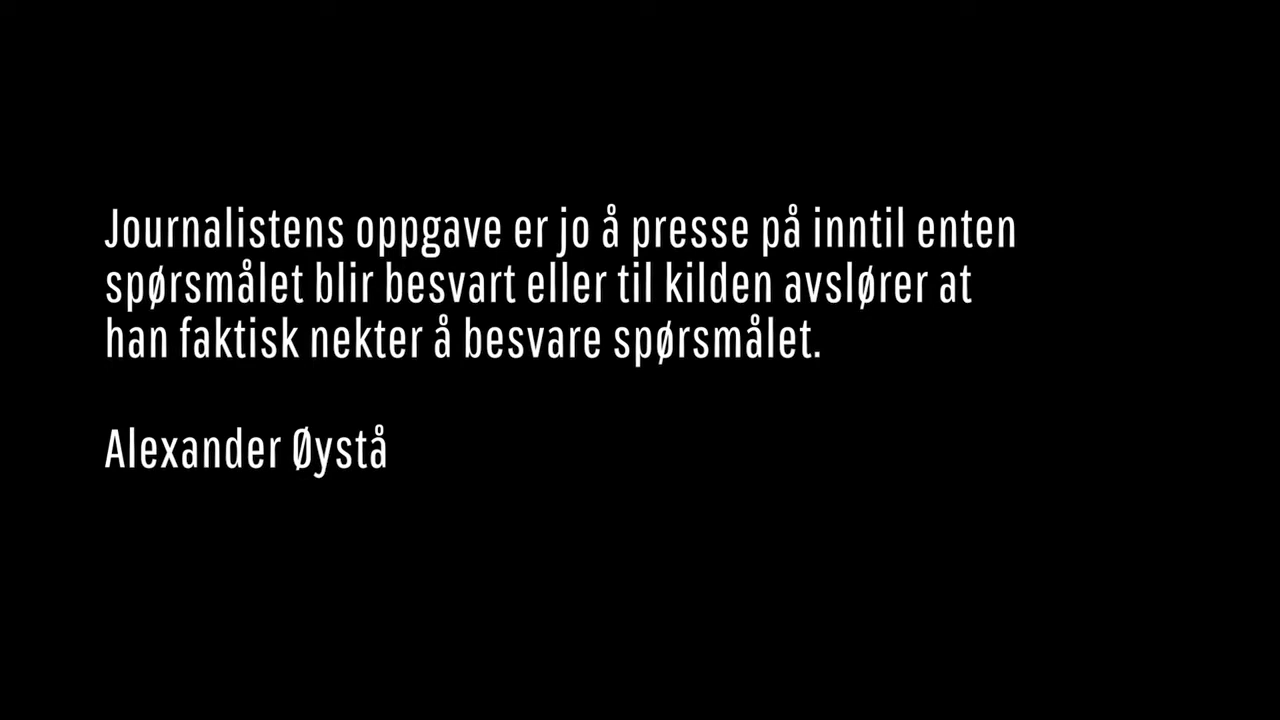 Journalistens oppgave er jo å presse på inntil enten
spørsmålet blir besvart eller til kilden avslører at
han faktisk nekter å besvare spørsmålet.
Alexander Øystå